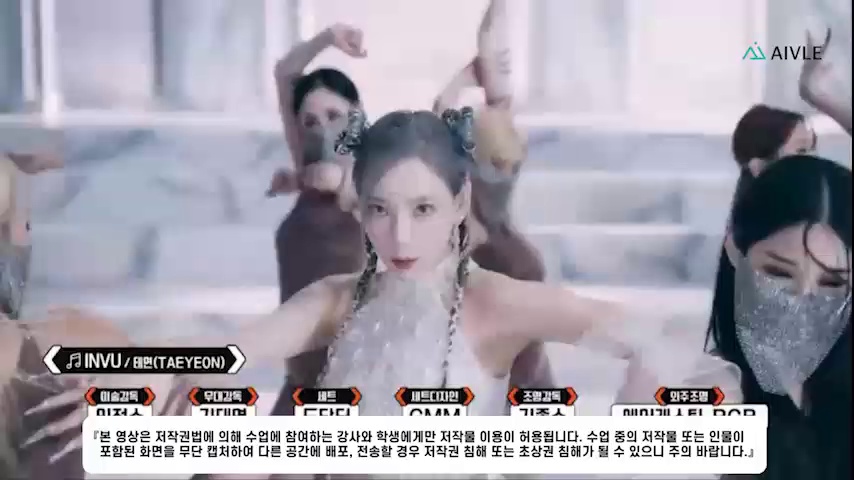 AIVLE
INVU / 태연(TAEYEON)
미술감독 무대감독 세트 세트디자인 조명감독 외주조명
『본 영상은 저작권법에 의해 수업에 참여하는 강사와 학생에게만 저작물 이용이 허용됩니다. 수업 중의 저작물 또는 인물이
포함된 화면을 무단 캡처하여 다른 공간에 배포, 전송할 경우 저작권 침해 또는 초상권 침해가 될 수 있으니 주의 바랍니다.』